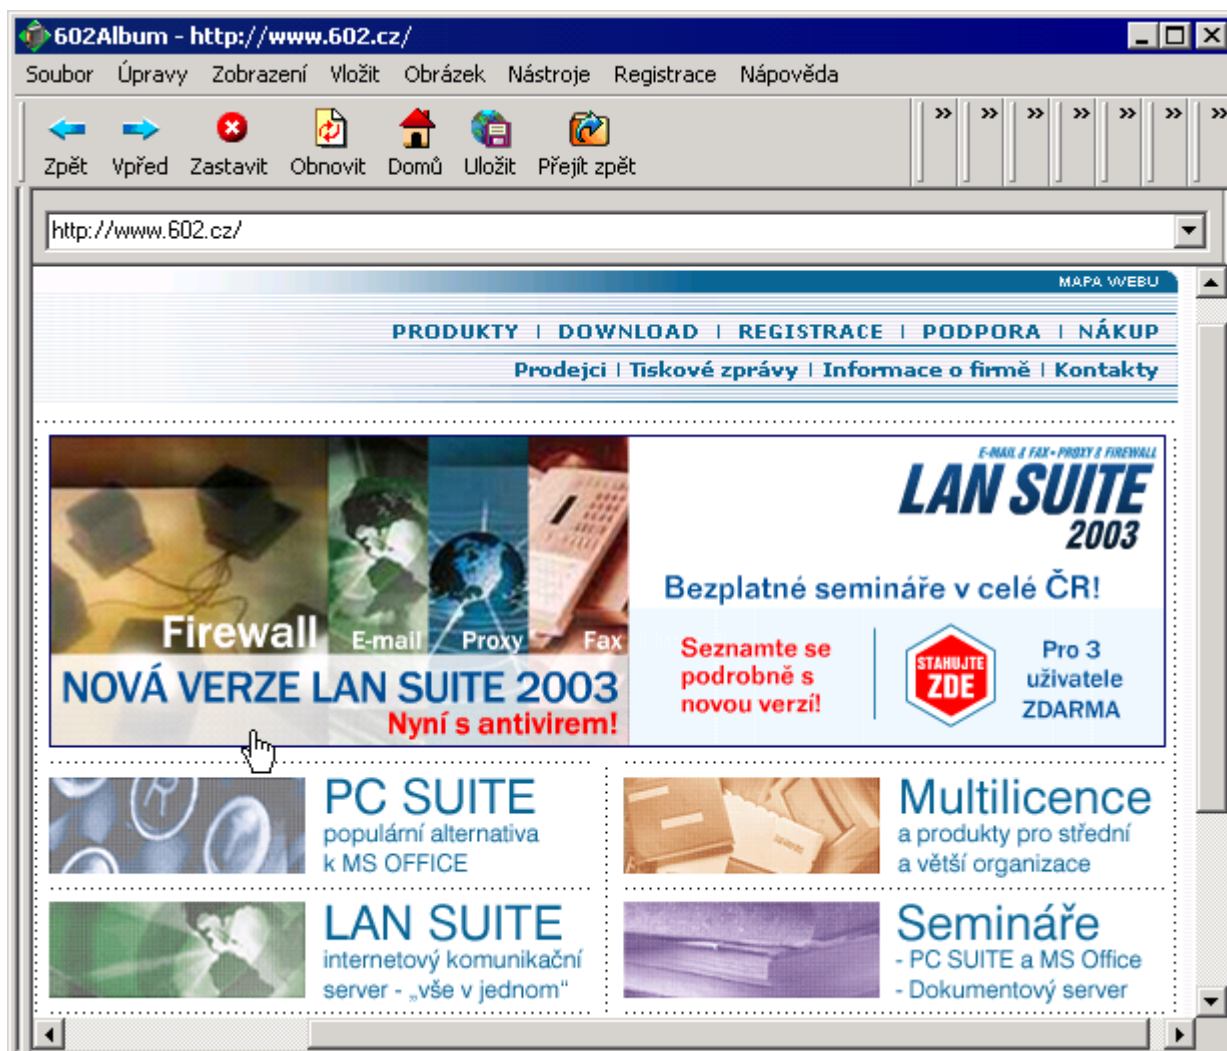 602Album - http://www.602.cz/
Soubor Úpravy Zobrazení Vložit Obrázek Nástroje Registrace Nápověda
» » » » » » »
Zpět Vpřed Zastavit Obnovit Domů Uložit Přejít zpět
http://www.602.cz/
MAPA WEBU
PRODUKTY | DOWNLOAD | REGISTRACE | PODPORA | NÁKUP
Prodejci | Tiskové zprávy | Informace o firmě | Kontakty
Firewall E-mail Proxy Fax
NOVÁ VERZE LAN SUITE 2003
Nyní s antivirem!
E-MAIL & FAX • PROXY & FIREWALL
LAN SUITE
2003
Bezplatné semináře v celé ČR!
Seznamte se
podrobně s
novou verzí!
STAHUJTE
ZDE
Pro 3
uživatele
ZDARMA
PC SUITE
populární alternativa
k MS OFFICE
Multilicence
a produkty pro střední
a větší organizace
LAN SUITE
internetový komunikační
server - „vše v jednom“
Semináře
- PC SUITE a MS Office
- Dokumentový server